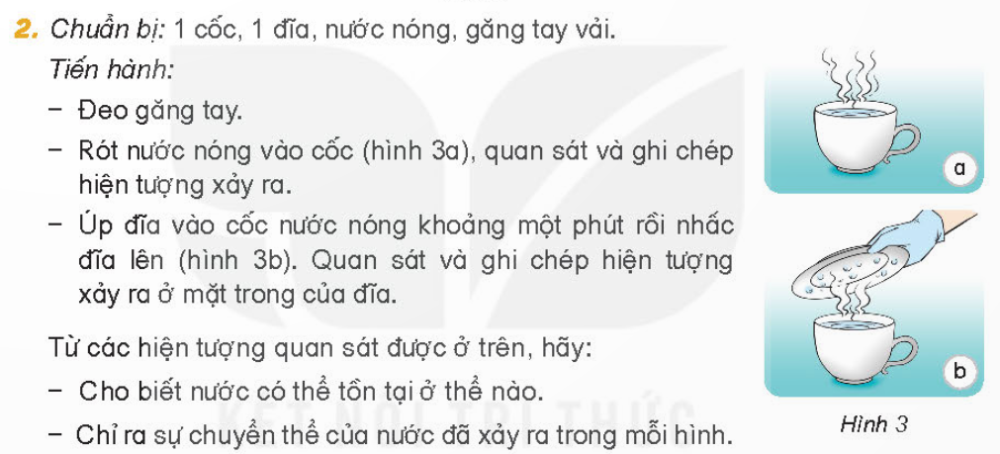 2. Chuẩn bị: 1 cốc, 1 đĩa, nước nóng, găng tay vải.
Tiến hành:
– Đeo găng tay.
– Rót nước nóng vào cốc (hình 3a), quan sát và ghi chép
hiện tượng xảy ra.
– Úp đĩa vào cốc nước nóng khoảng một phút rồi nhấc
đĩa lên (hình 3b). Quan sát và ghi chép hiện tượng
xảy ra ở mặt trong của đĩa.
Từ các hiện tượng quan sát được ở trên, hãy:
– Cho biết nước có thể tồn tại ở thể nào.
– Chỉ ra sự chuyển thể của nước đã xảy ra trong mỗi hình.
a
b
Hình 3
KẾT NỐI TRI THỨC